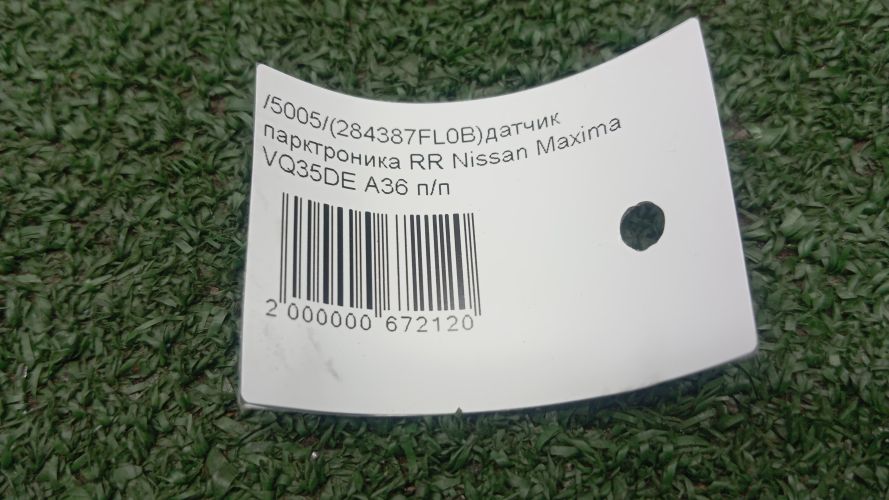 /5005/(284387FL0B)датчик
парктроника RR Nissan Maxima
VQ35DE A36 п/п
2 000000 672120